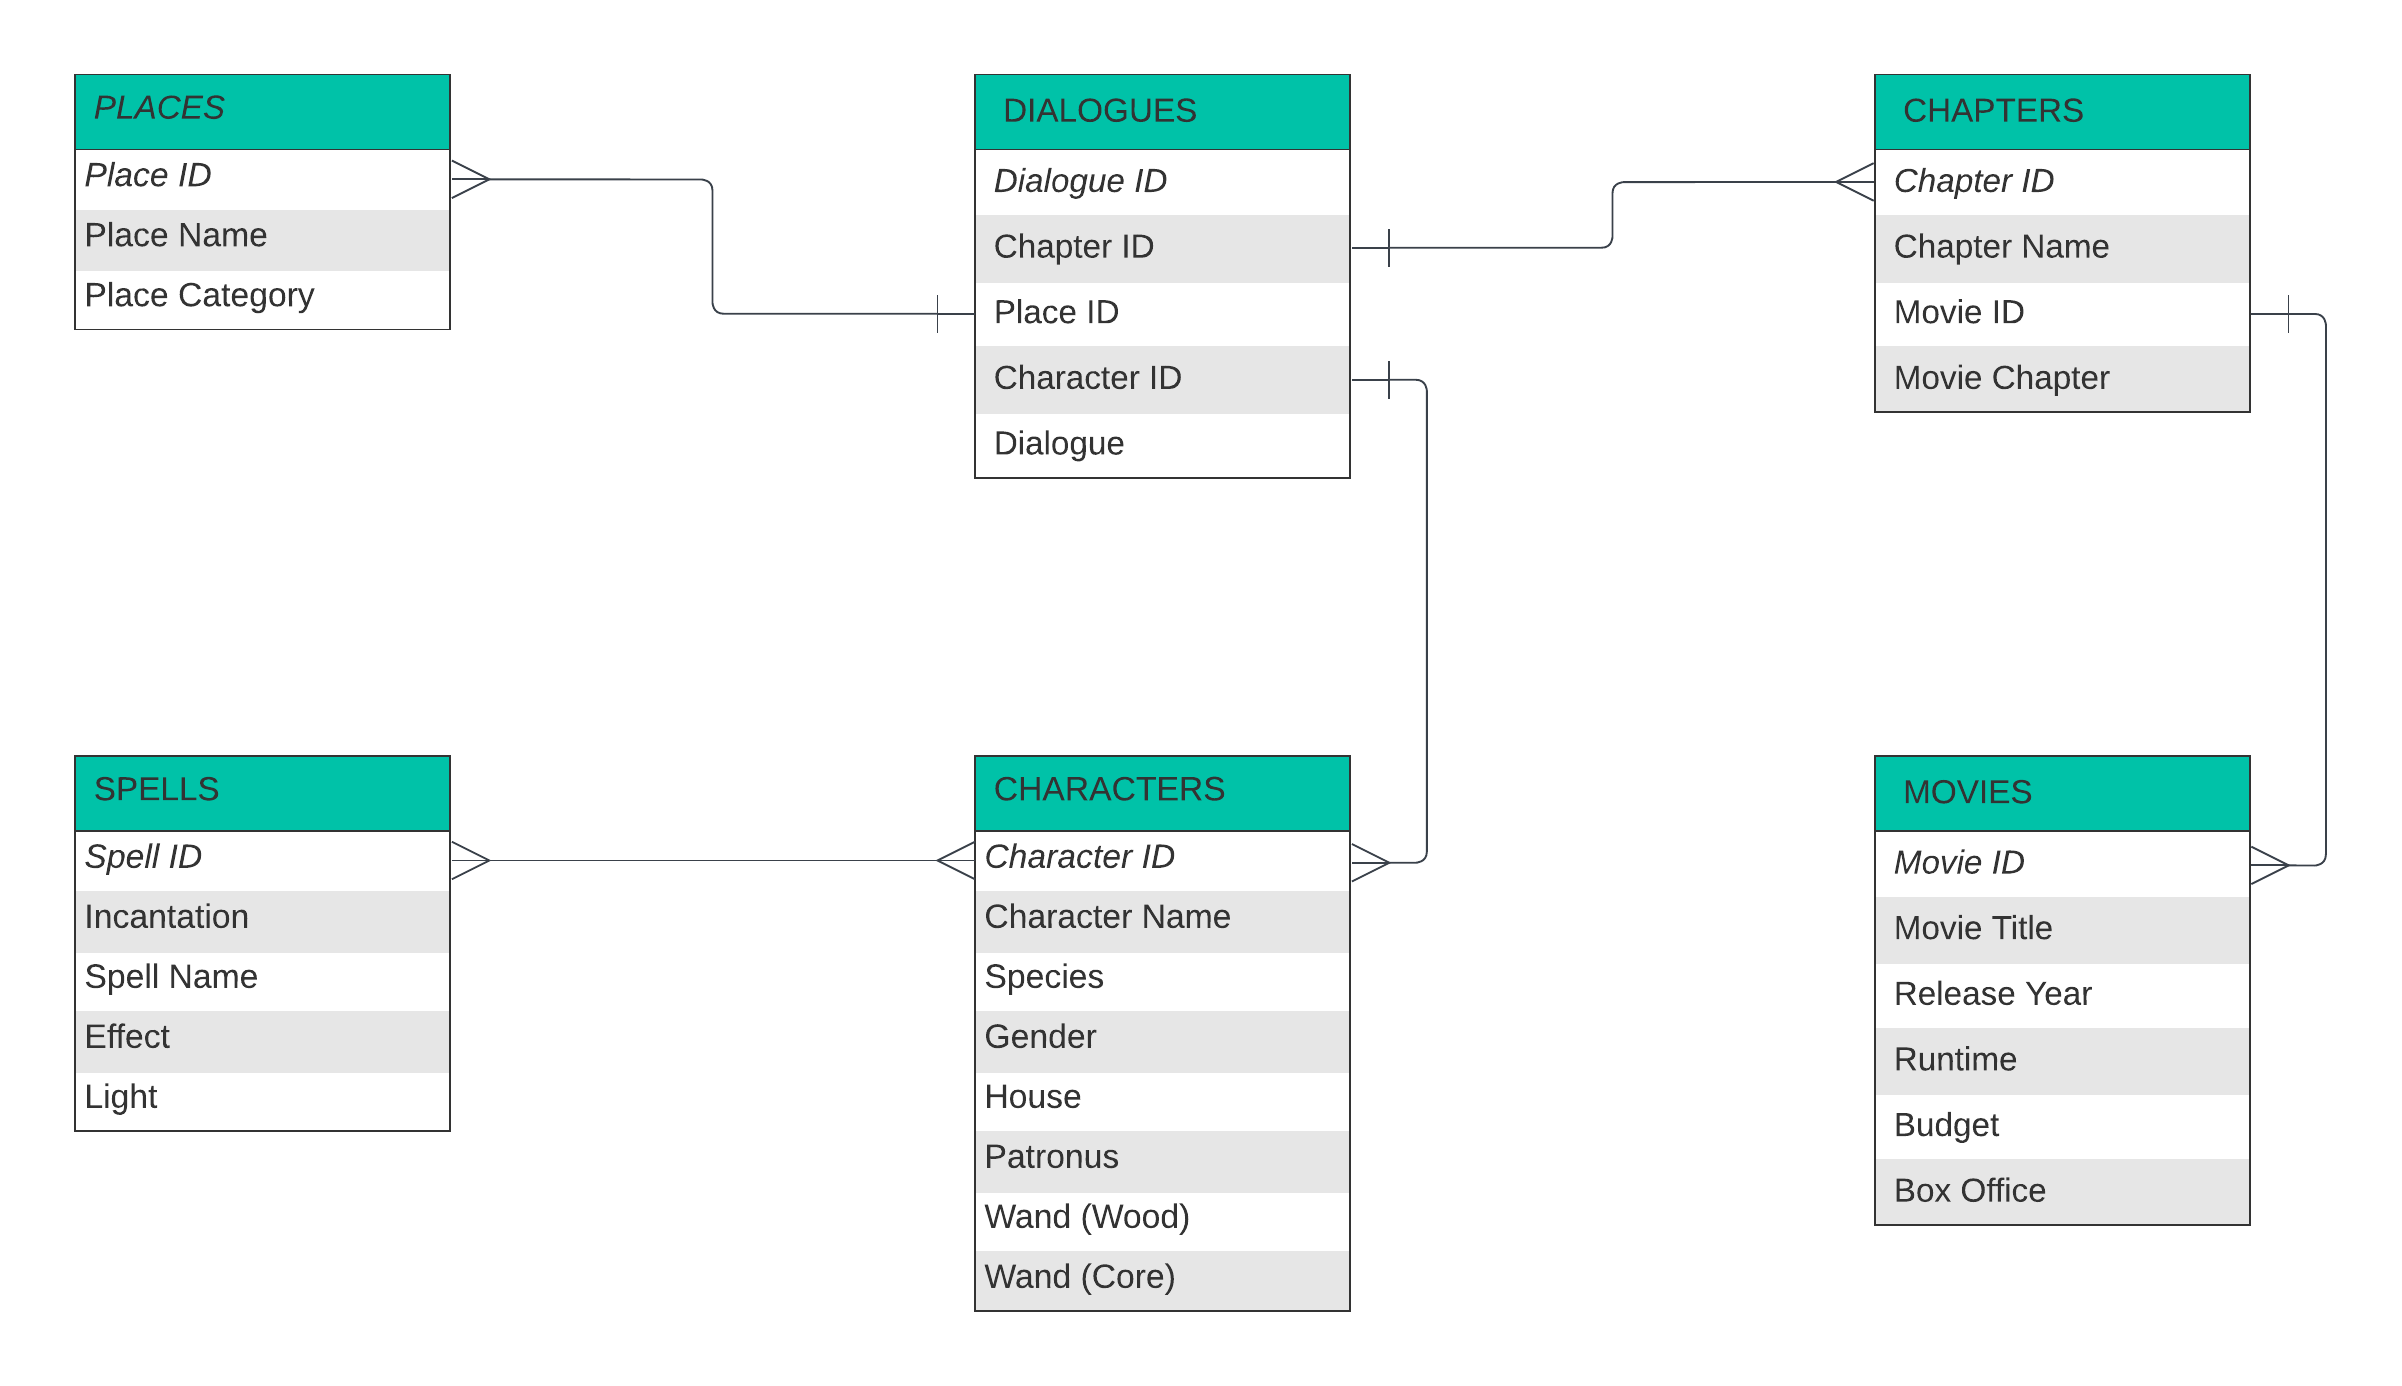 PLACES
Place ID
Place Name
Place Category
DIALOGUES
Dialogue ID
Chapter ID
Place ID
Character ID
Dialogue
CHAPTERS
Chapter ID
Chapter Name
Movie ID
Movie Chapter
SPELLS
Spell ID
Incantation
Spell Name
Effect
Light
CHARACTERS
Character ID
Character Name
Species
Gender
House
Patronus
Wand (Wood)
Wand (Core)
MOVIES
Movie ID
Movie Title
Release Year
Runtime
Budget
Box Office